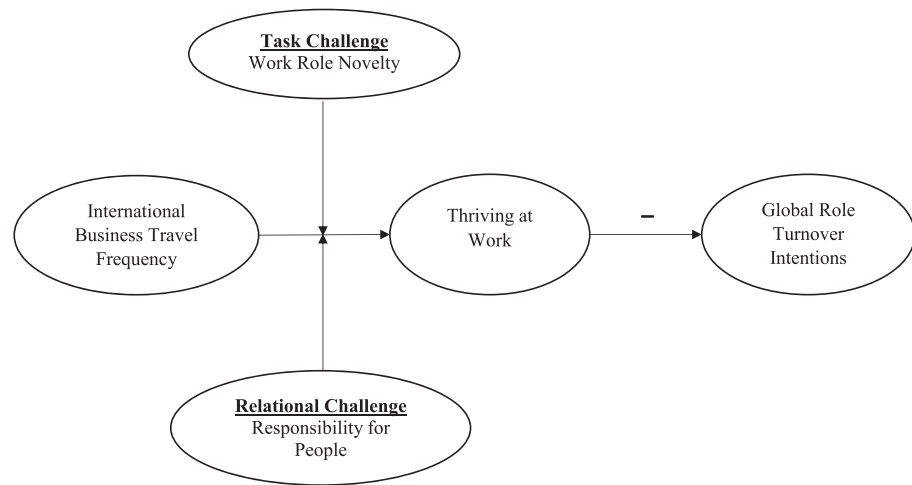 Task Challenge
Work Role Novelty
International
Business Travel
Frequency
Thriving at
Work
–
Global Role
Turnover
Intentions
Relational Challenge
Responsibility for
People